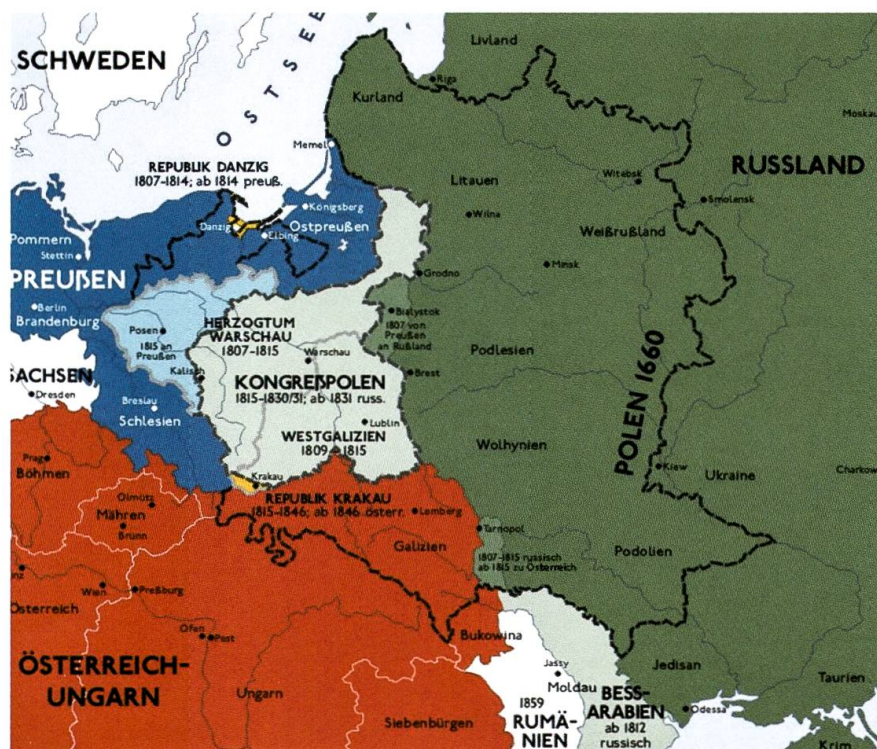 SCHWEDEN
OSTSEE
Livland
Riga
Kurland
Moskau
Memel
REPUBLIK DANZIG
1807-1814; ab 1814 preuß.
Litauen
Witebsk
RUSSLAND
Smolensk
Wilna
Weißrußland
Königsberg
Danzig
Elbing
Ostpreußen
Pommern
Stettin
PREUßEN
Minsk
Grodno
Berlin
Brandenburg
Posen
1815 an
Preußen
HERZOGTUM
WARSCHAU
1807-1815
Bialystok
1807 von
Preußen
an Rußland
Warschau
Podlesien
SACHSEN
Dresden
Kalisch
KONGREßPOLEN
1815-1830/31; ab 1831 russ.
Brest
POLEN 1660
Breslau
Schlesien
Lublin
WESTGALIZIEN
1809-1815
Wolhynien
Kiew
Ukraine
Charkow
Prag
Böhmen
Krakau
REPUBLIK KRAKAU
1815-1846; ab 1846 österr.
Olmütz
Mähren
Brünn
Lamberg
Tarnopol
Galizien
1807-1815 russisch
ab 1815 zu Österreich
Podolien
nz
Wien
Preßburg
Österreich
Ofen
Pest
Bukowina
ÖSTERREICH-
UNGARN
Ungarn
Siebenbürgen
Jassy
Moldau
1859
RUMÄ-
NIEN
BESS-
ARABIEN
ab 1812
russisch
Jedisan
Odessa
Taurien
Krim